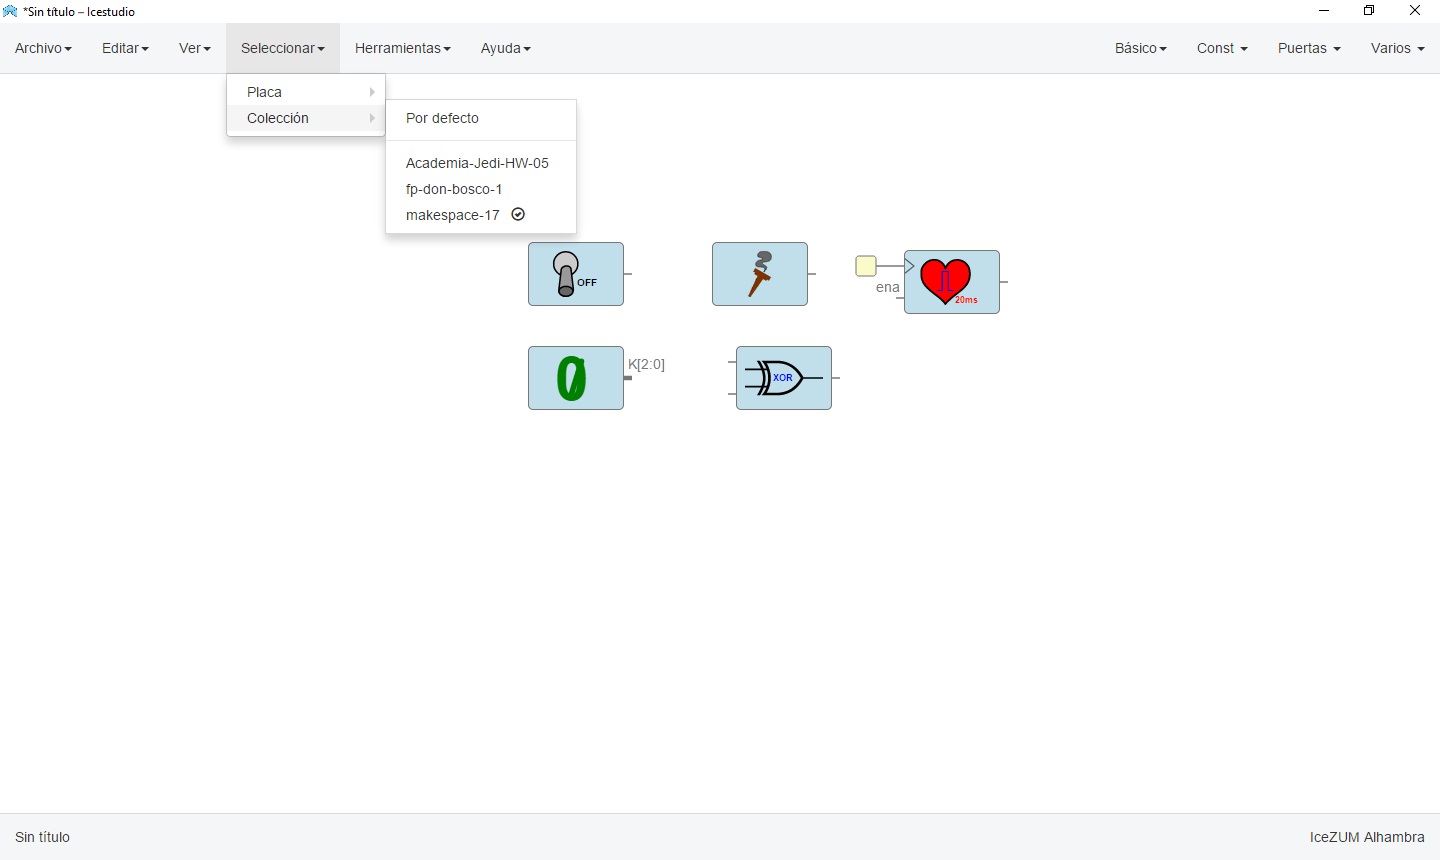 *Sin título – Icestudio
Archivo Editar Ver Seleccionar Herramientas Ayuda Básico Const Puertas Varios
Placa
Colección
Por defecto
Academia-Jedi-HW-05
fp-don-bosco-1
makespace-17
OFF
ena
20ms
0
K[2:0]
XOR
Sin título
IceZUM Alhambra